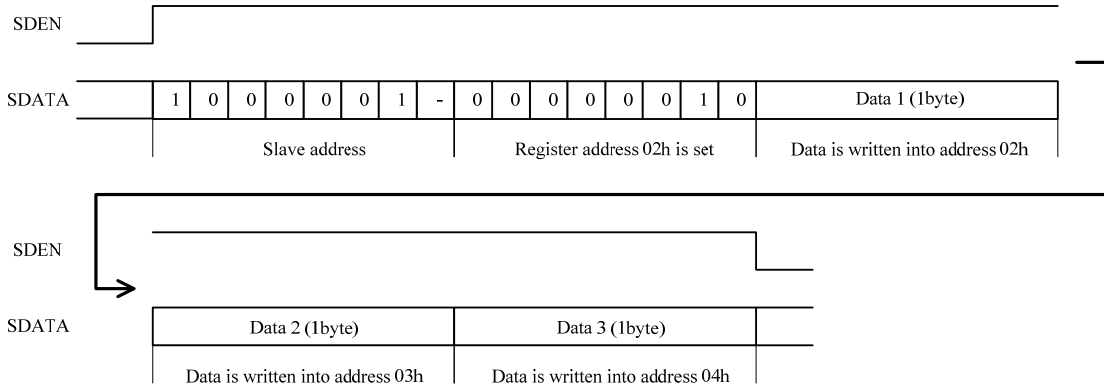 SDEN
SDATA 1 0 0 0 0 0 1 - 0 0 0 0 0 0 1 0 Data 1 (1byte)
Slave address Register address 02h is set Data is written into address 02h
SDEN
SDATA Data 2 (1byte) Data 3 (1byte)
Data is written into address 03h Data is written into address 04h